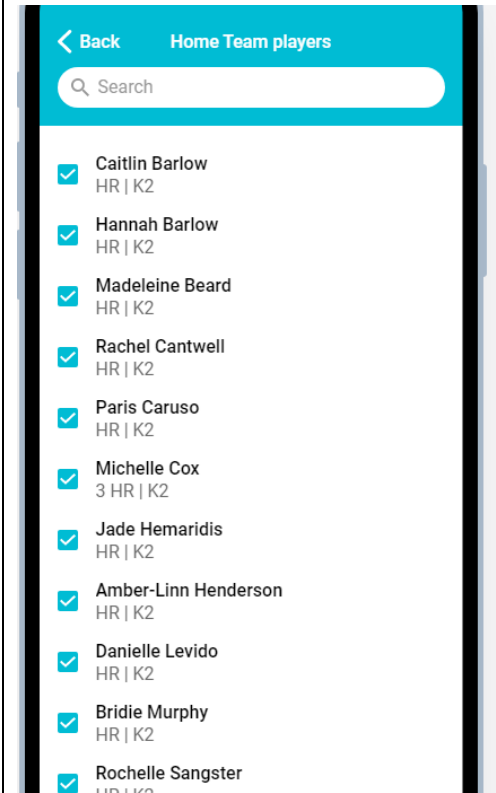 Back Home Team players
Search
Caitlin Barlow
HR | K2
Hannah Barlow
HR | K2
Madeleine Beard
HR | K2
Rachel Cantwell
HR | K2
Paris Caruso
HR | K2
Michelle Cox
3 HR | K2
Jade Hemaridis
HR | K2
Amber-Linn Henderson
HR | K2
Danielle Levido
HR | K2
Bridie Murphy
HR | K2
Rochelle Sangster
HR | K2